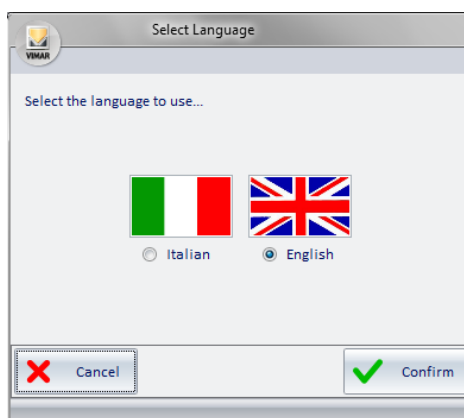 Select Language
VIMAR
Select the language to use...
Italian
English
Cancel
Confirm